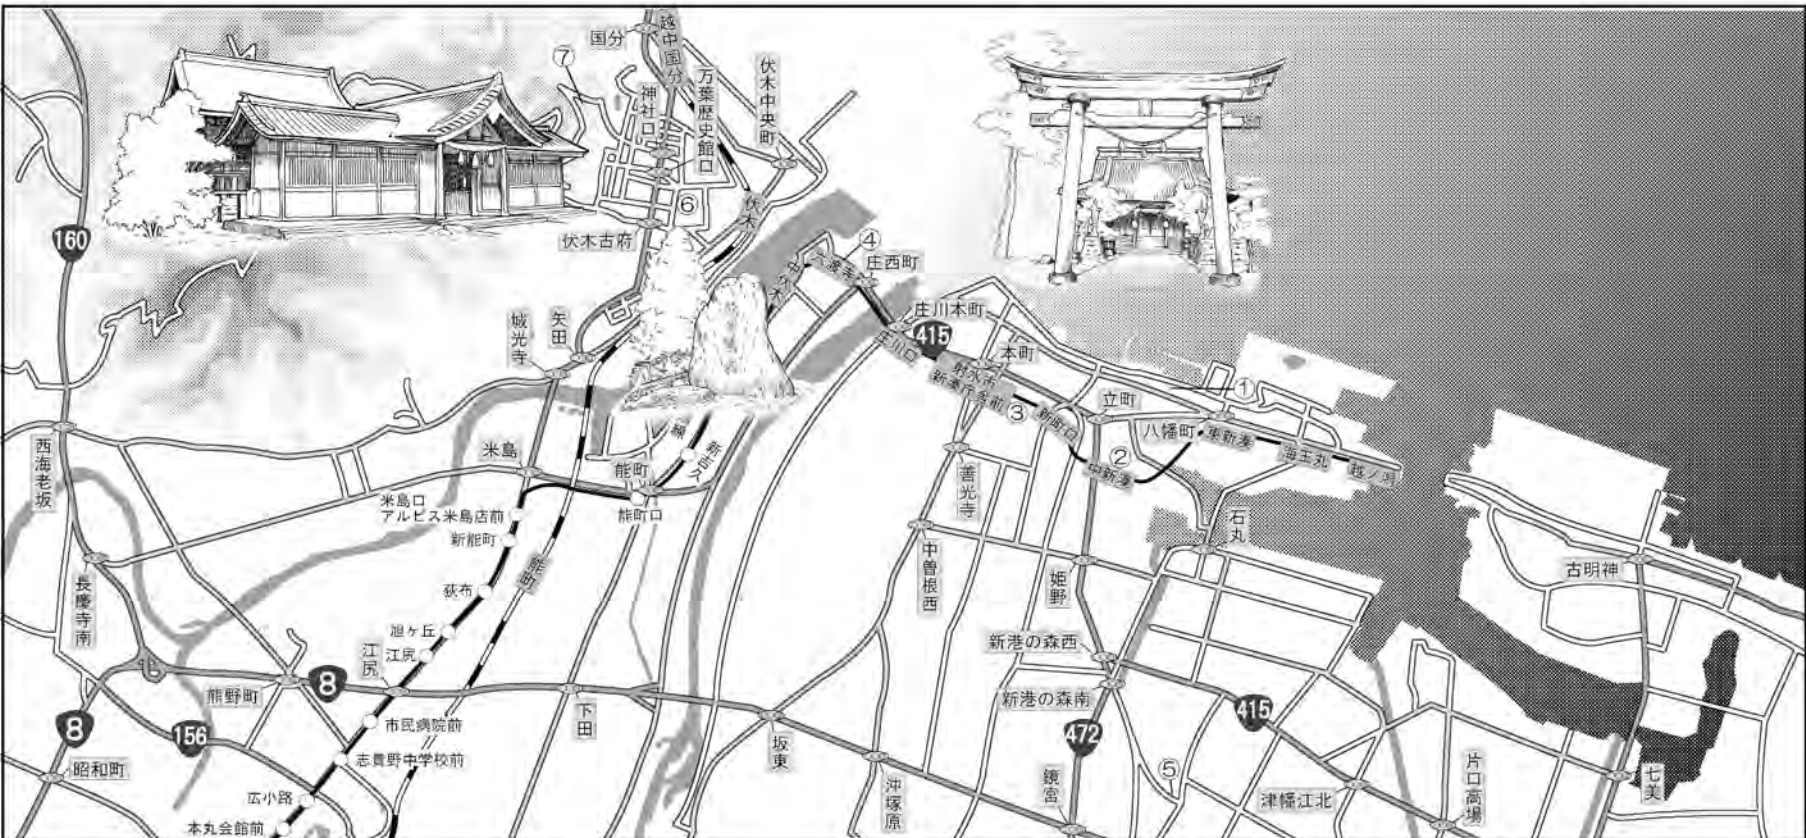 国分
越中国分
⑦
神社口
万葉歴史館口
伏木中央町
⑥
伏木
伏木古府
160
④
六渡寺
庄西町
中伏木
庄川本町
415
庄川口
本町
射水市
新湊庁舎前
③
新町口
立町
①
八幡町
東新湊
海王丸
越ノ潟
②
中新湊
城光寺
矢田
西海老坂
米島
能町
線
新吉久
能町口
米島口
アルビス米島店前
新能町
荻布
能町
旭ヶ丘
江尻
江尻
善光寺
中曽根西
姫野
石丸
古明神
長慶寺南
熊野町
8
8
156
昭和町
市民病院前
志貴野中学校前
広小路
本丸会館前
下田
坂東
沖塚原
新港の森西
新港の森南
472
415
鏡宮
⑤
津幡江北
片口高場
七美